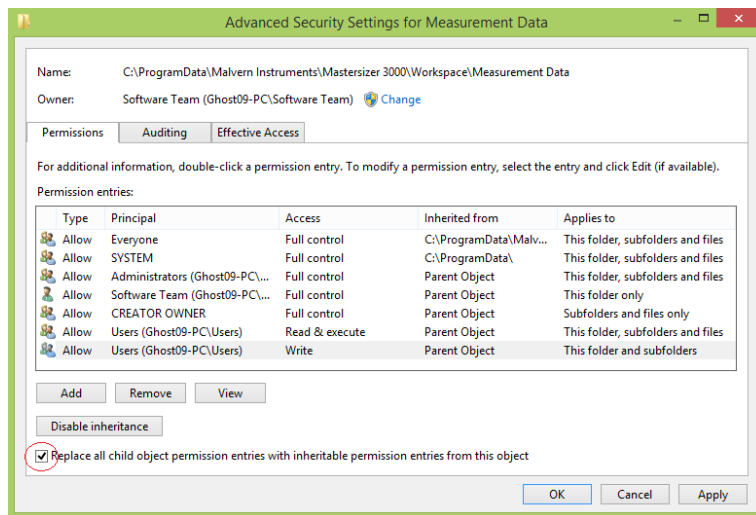 Advanced Security Settings for Measurement Data
Name: C:\ProgramData\Malvern Instruments\Mastersizer 3000\Workspace\Measurement Data
Owner: Software Team (Ghost09-PC\Software Team) Change
Permissions Auditing Effective Access
For additional information, double-click a permission entry. To modify a permission entry, select the entry and click Edit (if available).
Permission entries:
Type Principal Access Inherited from Applies to
Allow Everyone Full control C:\ProgramData\Malv... This folder, subfolders and files
Allow SYSTEM Full control C:\ProgramData\ This folder, subfolders and files
Allow Administrators (Ghost09-PC\... Full control Parent Object This folder, subfolders and files
Allow Software Team (Ghost09-PC\... Full control Parent Object This folder only
Allow CREATOR OWNER Full control Parent Object Subfolders and files only
Allow Users (Ghost09-PC\Users) Read & execute Parent Object This folder, subfolders and files
Allow Users (Ghost09-PC\Users) Write Parent Object This folder and subfolders
Add Remove View
Disable inheritance
Replace all child object permission entries with inheritable permission entries from this object
OK Cancel Apply